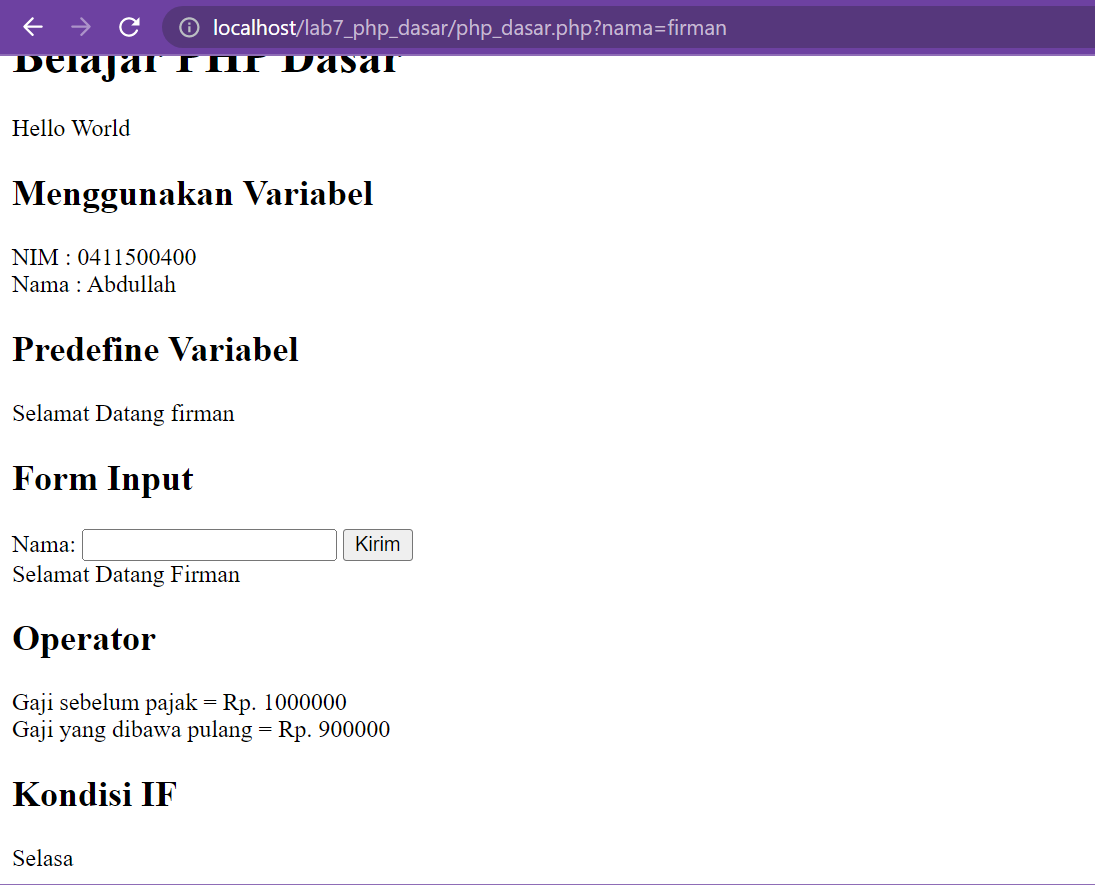 localhost/lab7_php_dasar/php_dasar.php?nama=firman
Belajar PHP Dasar
Hello World
Menggunakan Variabel
NIM : 0411500400
Nama : Abdullah
Predefine Variabel
Selamat Datang firman
Form Input
Nama: Kirim
Selamat Datang Firman
Operator
Gaji sebelum pajak = Rp. 1000000
Gaji yang dibawa pulang = Rp. 900000
Kondisi IF
Selasa